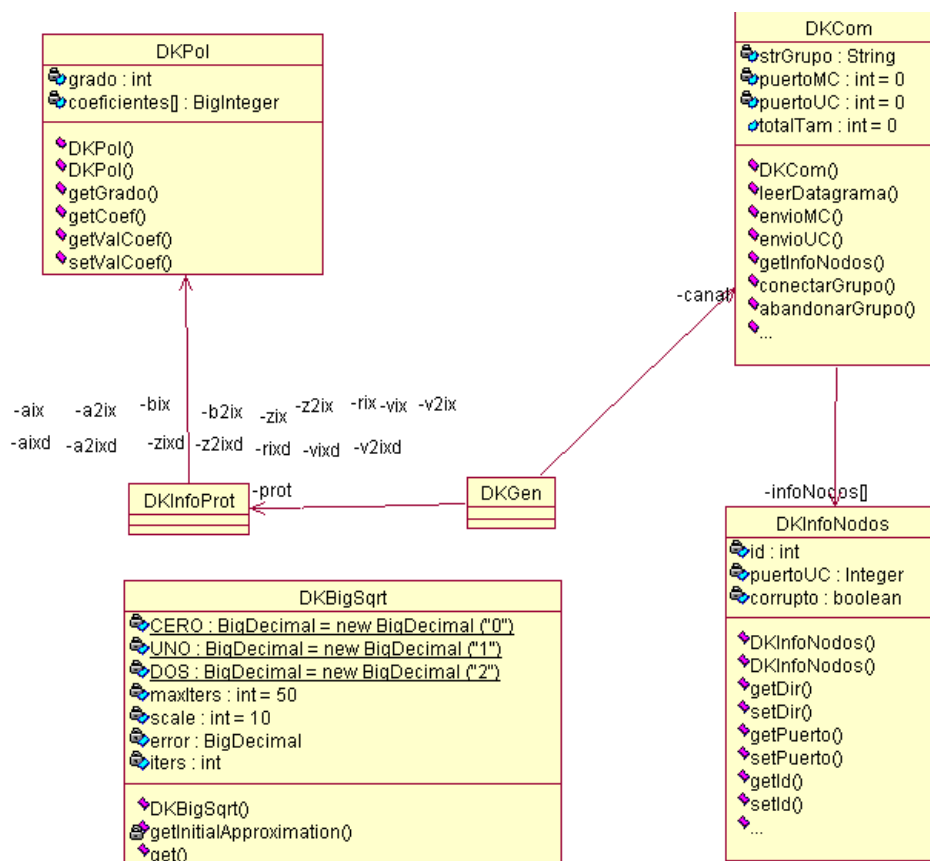 DKPol
grado : int
coeficientes[] : BigInteger
DKPol()
DKPol()
getGrado()
getCoef()
getValCoef()
setValCoef()
DKCom
strGrupo : String
puertoMC : int = 0
puertoUC : int = 0
totalTam : int = 0
DKCom()
leerDatagrama()
envioMC()
envioUC()
getInfoNodos()
conectarGrupo()
abandonarGrupo()
...
-canal
-aix -a2ix -bix -b2ix -zix -z2ix -rix -vix -v2ix
-aixd -a2ixd -zixd -z2ixd -rixd -vixd -v2ixd
DKInfoProt
-prot
DKGen
-infoNodos[]
DKInfoNodos
id : int
puertoUC : Integer
corrupto : boolean
DKInfoNodos()
DKInfoNodos()
getDir()
setDir()
getPuerto()
setPuerto()
getId()
setId()
...
DKBigSqrt
CERO : BigDecimal = new BigDecimal ("0")
UNO : BigDecimal = new BigDecimal ("1")
DOS : BigDecimal = new BigDecimal ("2")
maxIters : int = 50
scale : int = 10
error : BigDecimal
iters : int
DKBigSqrt()
getInitialApproximation()
get()